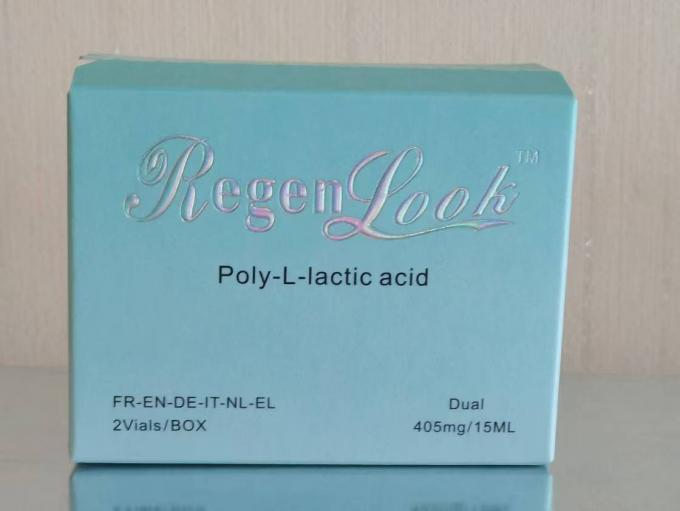 RegenLook™
Poly-L-lactic acid
FR-EN-DE-IT-NL-EL
2Vials/BOX
Dual
405mg/15ML